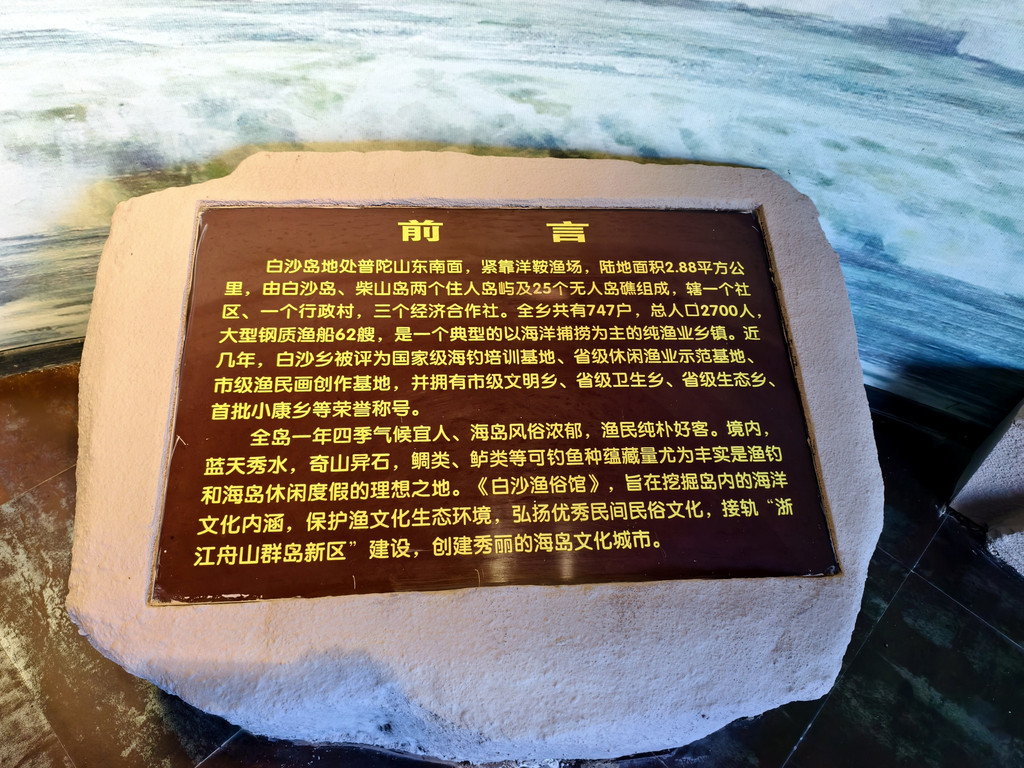 前言
白沙岛地处普陀山东南面，紧靠洋鞍渔场，陆地面积2.88平方公
里，由白沙岛、柴山岛两个住人岛屿及25个无人岛礁组成，辖一个社
区、一个行政村，三个经济合作社。全乡共有747户，总人口2700人，
大型钢质渔船62艘，是一个典型的以海洋捕捞为主的纯渔业乡镇。近
几年，白沙乡被评为国家级海钓培训基地、省级休闲渔业示范基地、
市级渔民画创作基地，并拥有市级文明乡、省级卫生乡、省级生态乡、
首批小康乡等荣誉称号。
全岛一年四季气候宜人、海岛风俗浓郁，渔民纯朴好客。境内，
蓝天秀水，奇山异石，鲷类、鲈类等可钓鱼种蕴藏量尤为丰实是渔钓
和海岛休闲度假的理想之地。《白沙渔俗馆》，旨在挖掘岛内的海洋
文化内涵，保护渔文化生态环境，弘扬优秀民间民俗文化，接轨“浙
江舟山群岛新区”建设，创建秀丽的海岛文化城市。